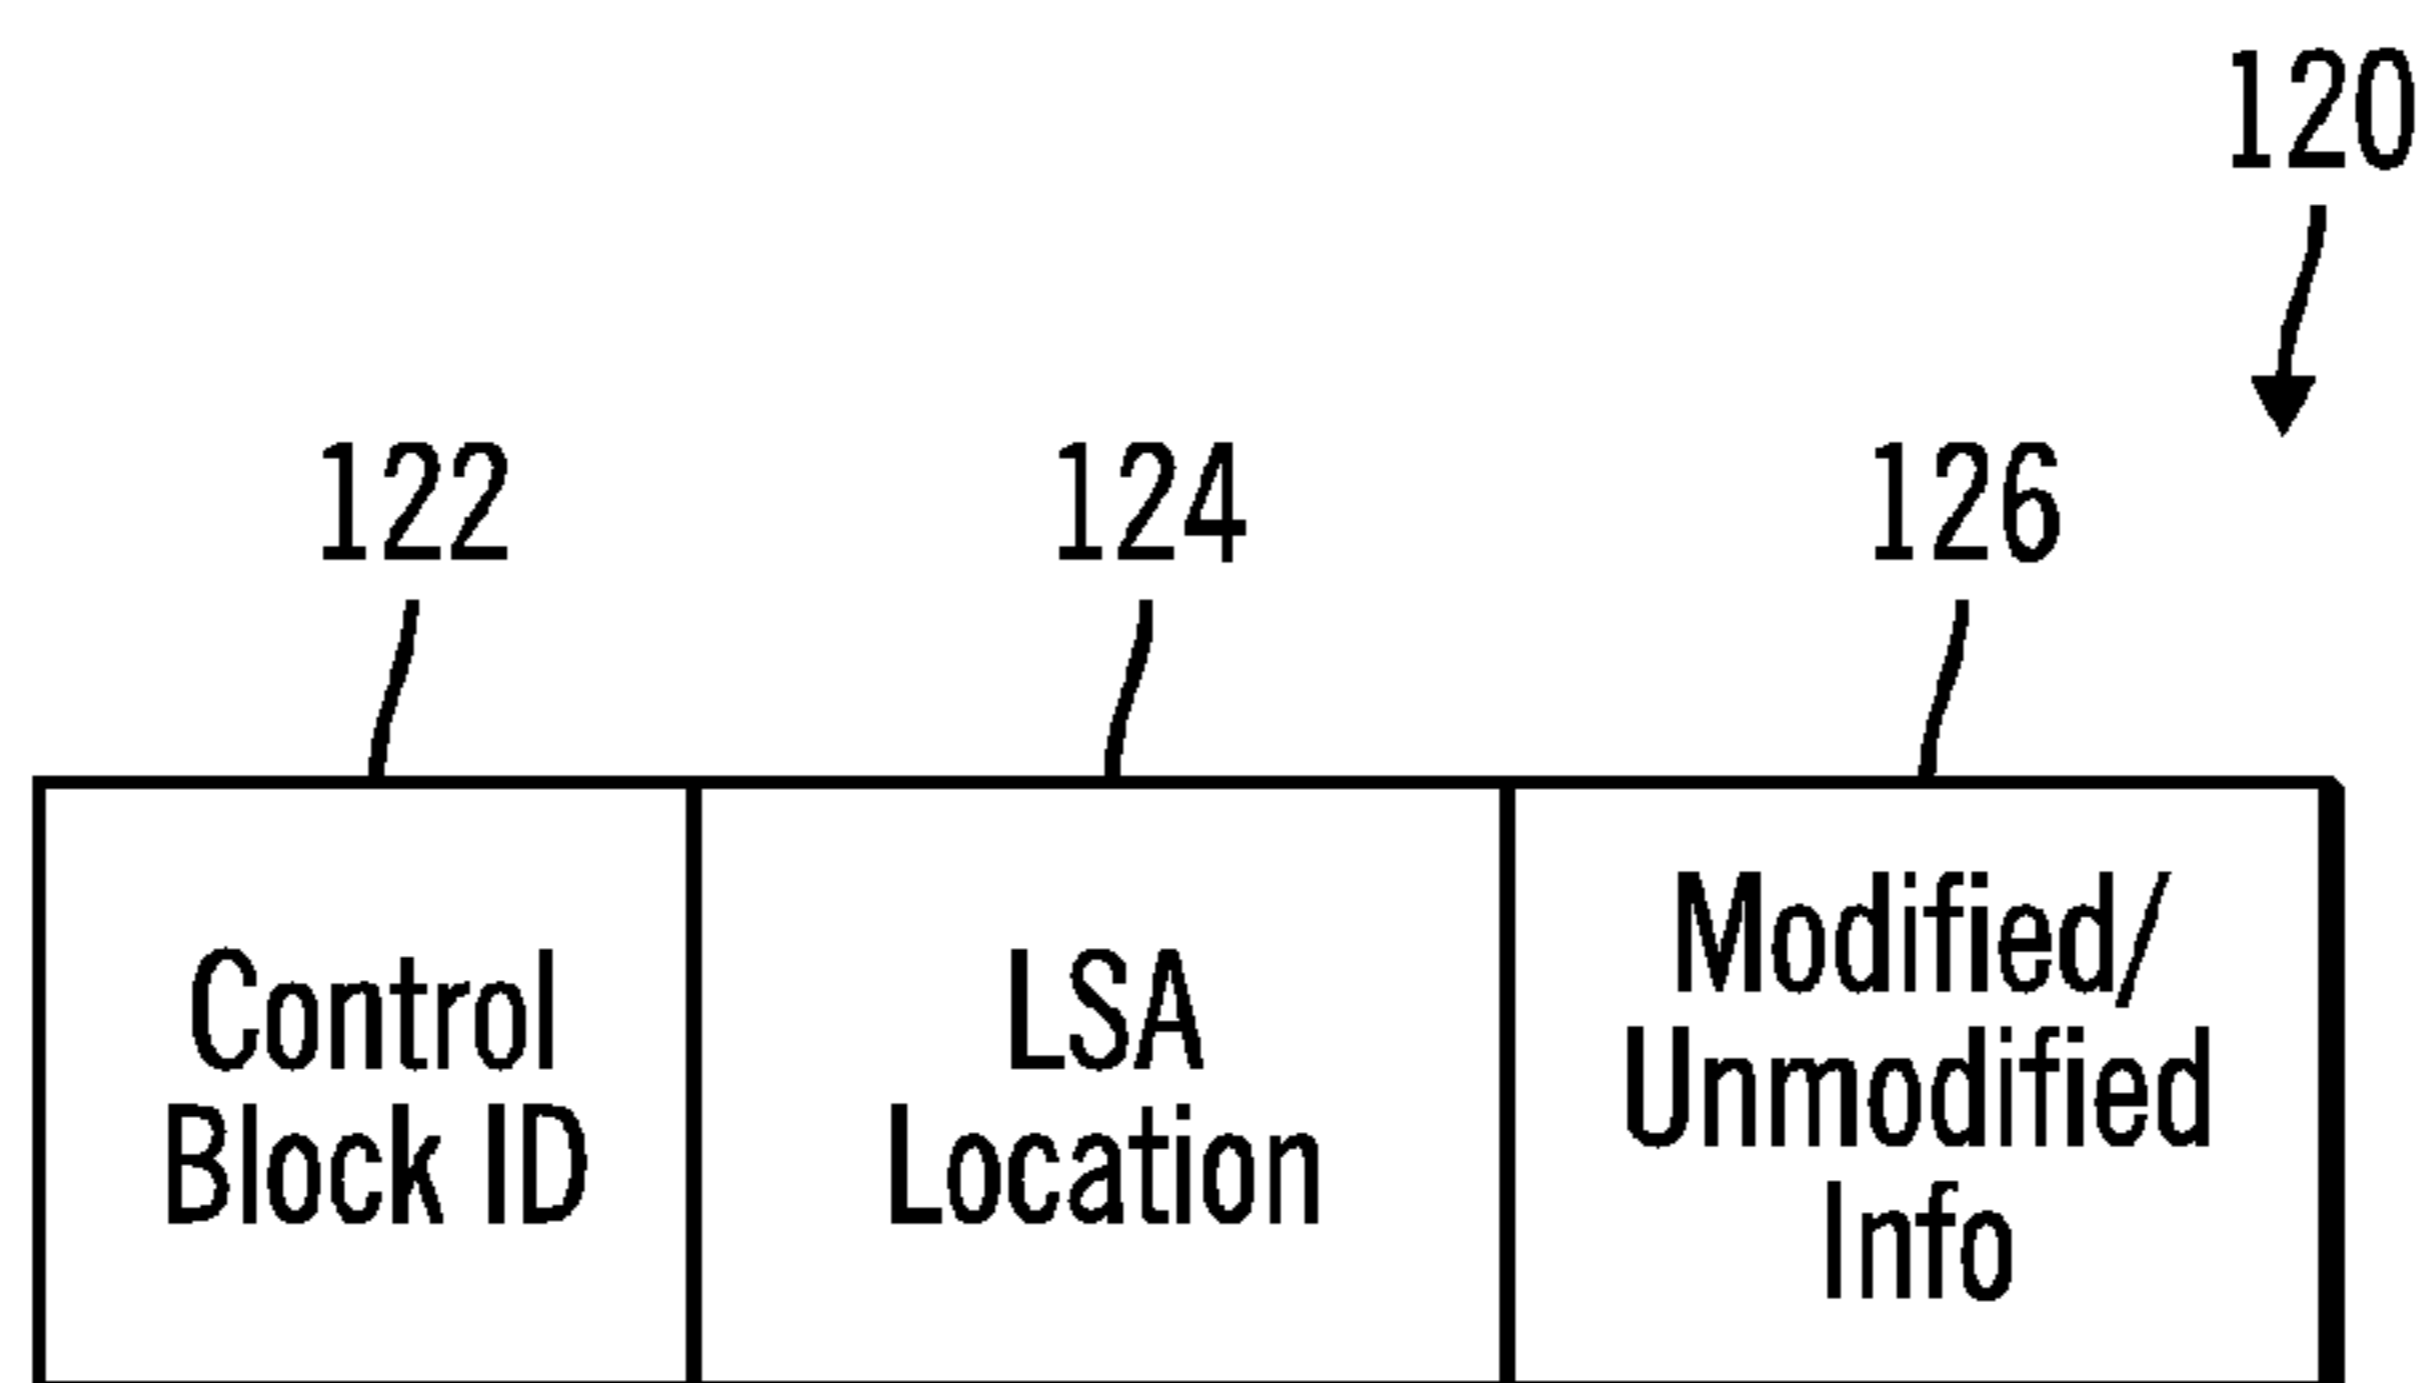 120
122 124 126
Control
Block ID
LSA
Location
Modified/
Unmodified
Info